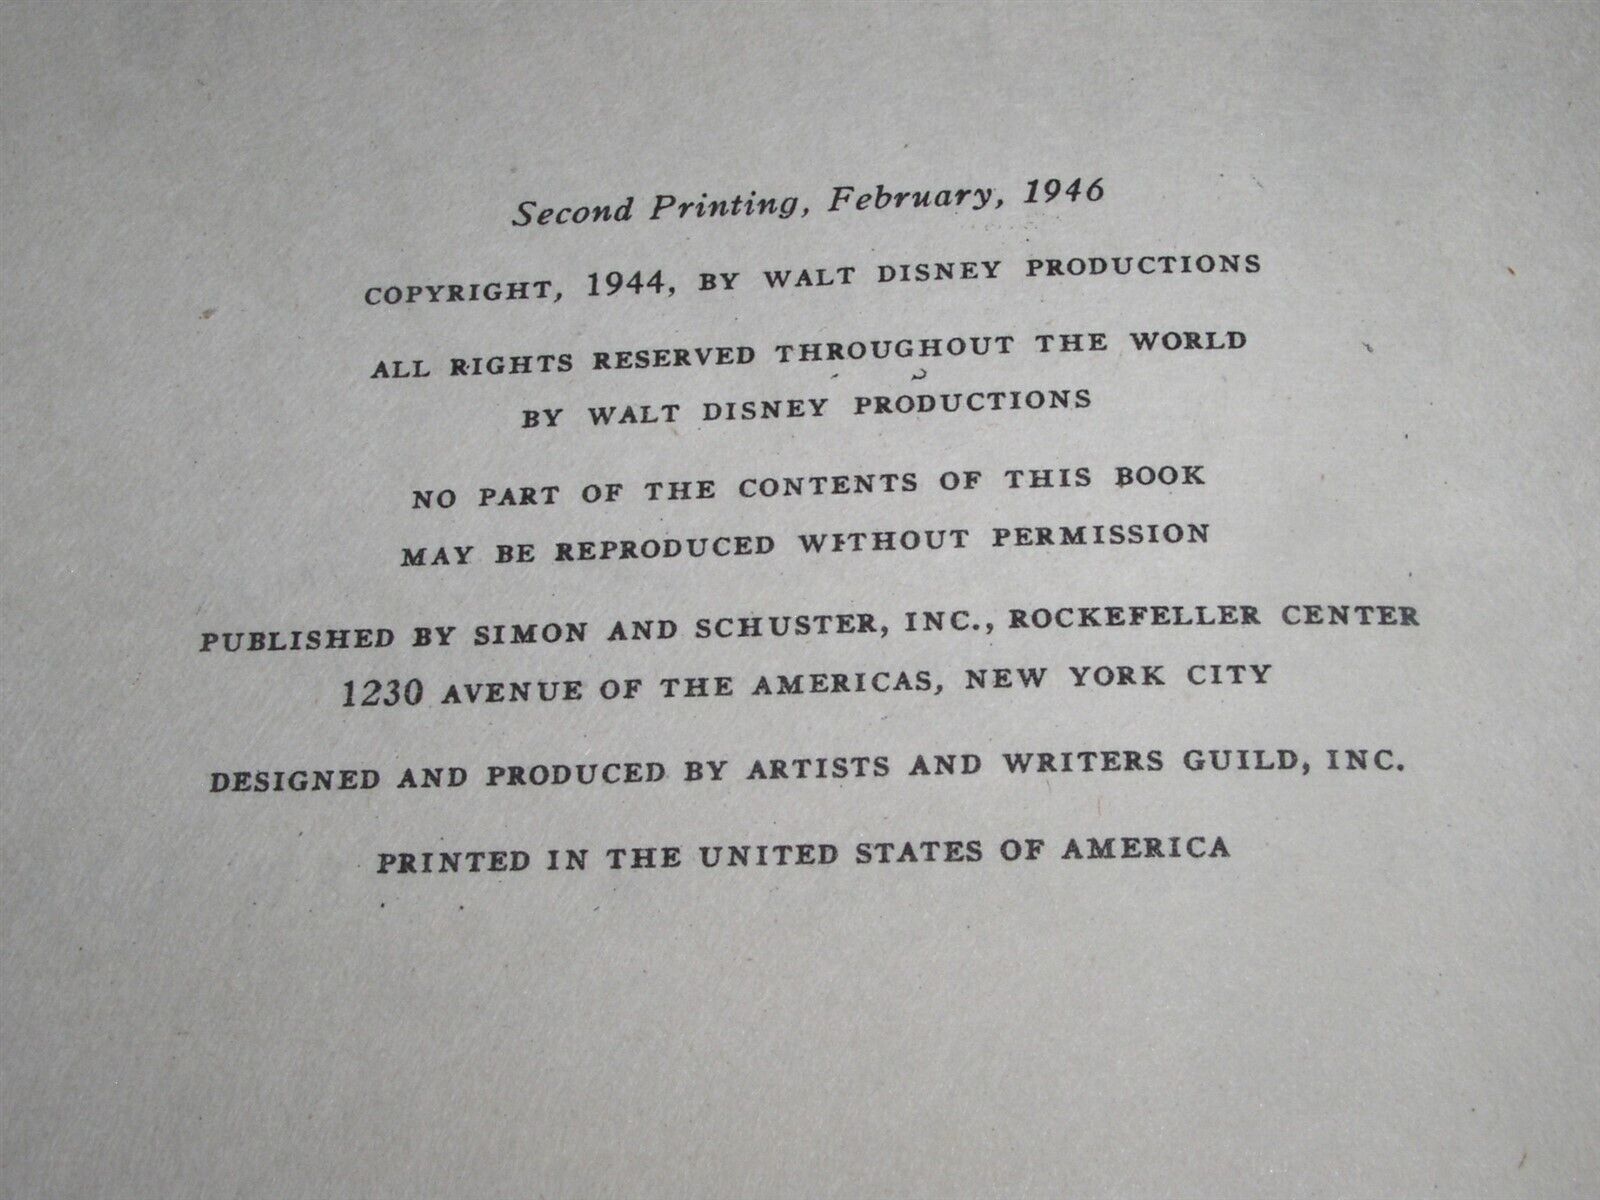 Second Printing, February, 1946
COPYRIGHT, 1944, BY WALT DISNEY PRODUCTIONS
ALL RIGHTS RESERVED THROUGHOUT THE WORLD
BY WALT DISNEY PRODUCTIONS
NO PART OF THE CONTENTS OF THIS BOOK
MAY BE REPRODUCED WITHOUT PERMISSION
PUBLISHED BY SIMON AND SCHUSTER, INC., ROCKEFELLER CENTER
1230 AVENUE OF THE AMERICAS, NEW YORK CITY
DESIGNED AND PRODUCED BY ARTISTS AND WRITERS GUILD, INC.
PRINTED IN THE UNITED STATES OF AMERICA